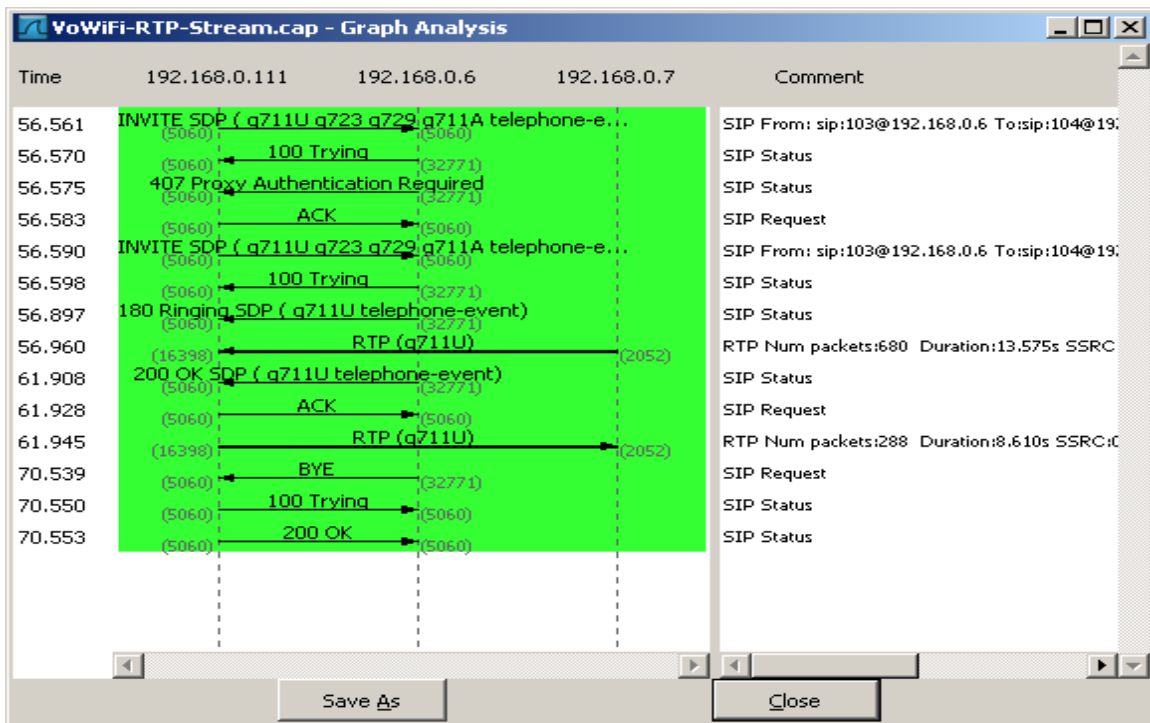 VoWiFi-RTP-Stream.cap - Graph Analysis
Time 192.168.0.111 192.168.0.6 192.168.0.7 Comment
56.561 INVITE SDP ( g711U g723 g729 g711A telephone-e... SIP From: sip:103@192.168.0.6 To:sip:104@19
(5060) (5060)
56.570 100 Trying SIP Status
(5060) (32771)
56.575 407 Proxy Authentication Required SIP Status
(5060) (32771)
56.583 ACK SIP Request
(5060) (5060)
56.590 INVITE SDP ( g711U g723 g729 g711A telephone-e... SIP From: sip:103@192.168.0.6 To:sip:104@19
(5060) (5060)
56.598 100 Trying SIP Status
(5060) (32771)
56.897 180 Ringing SDP ( g711U telephone-event) SIP Status
(5060) (32771)
56.960 RTP (g711U) RTP Num packets:680 Duration:13.575s SSRC
(16398) (2052)
61.908 200 OK SDP ( g711U telephone-event) SIP Status
(5060) (32771)
61.928 ACK SIP Request
(5060) (5060)
61.945 RTP (g711U) RTP Num packets:288 Duration:8.610s SSRC:
(16398) (2052)
70.539 BYE SIP Request
(5060) (32771)
70.550 100 Trying SIP Status
(5060) (5060)
70.553 200 OK SIP Status
(5060) (5060)
Save As Close